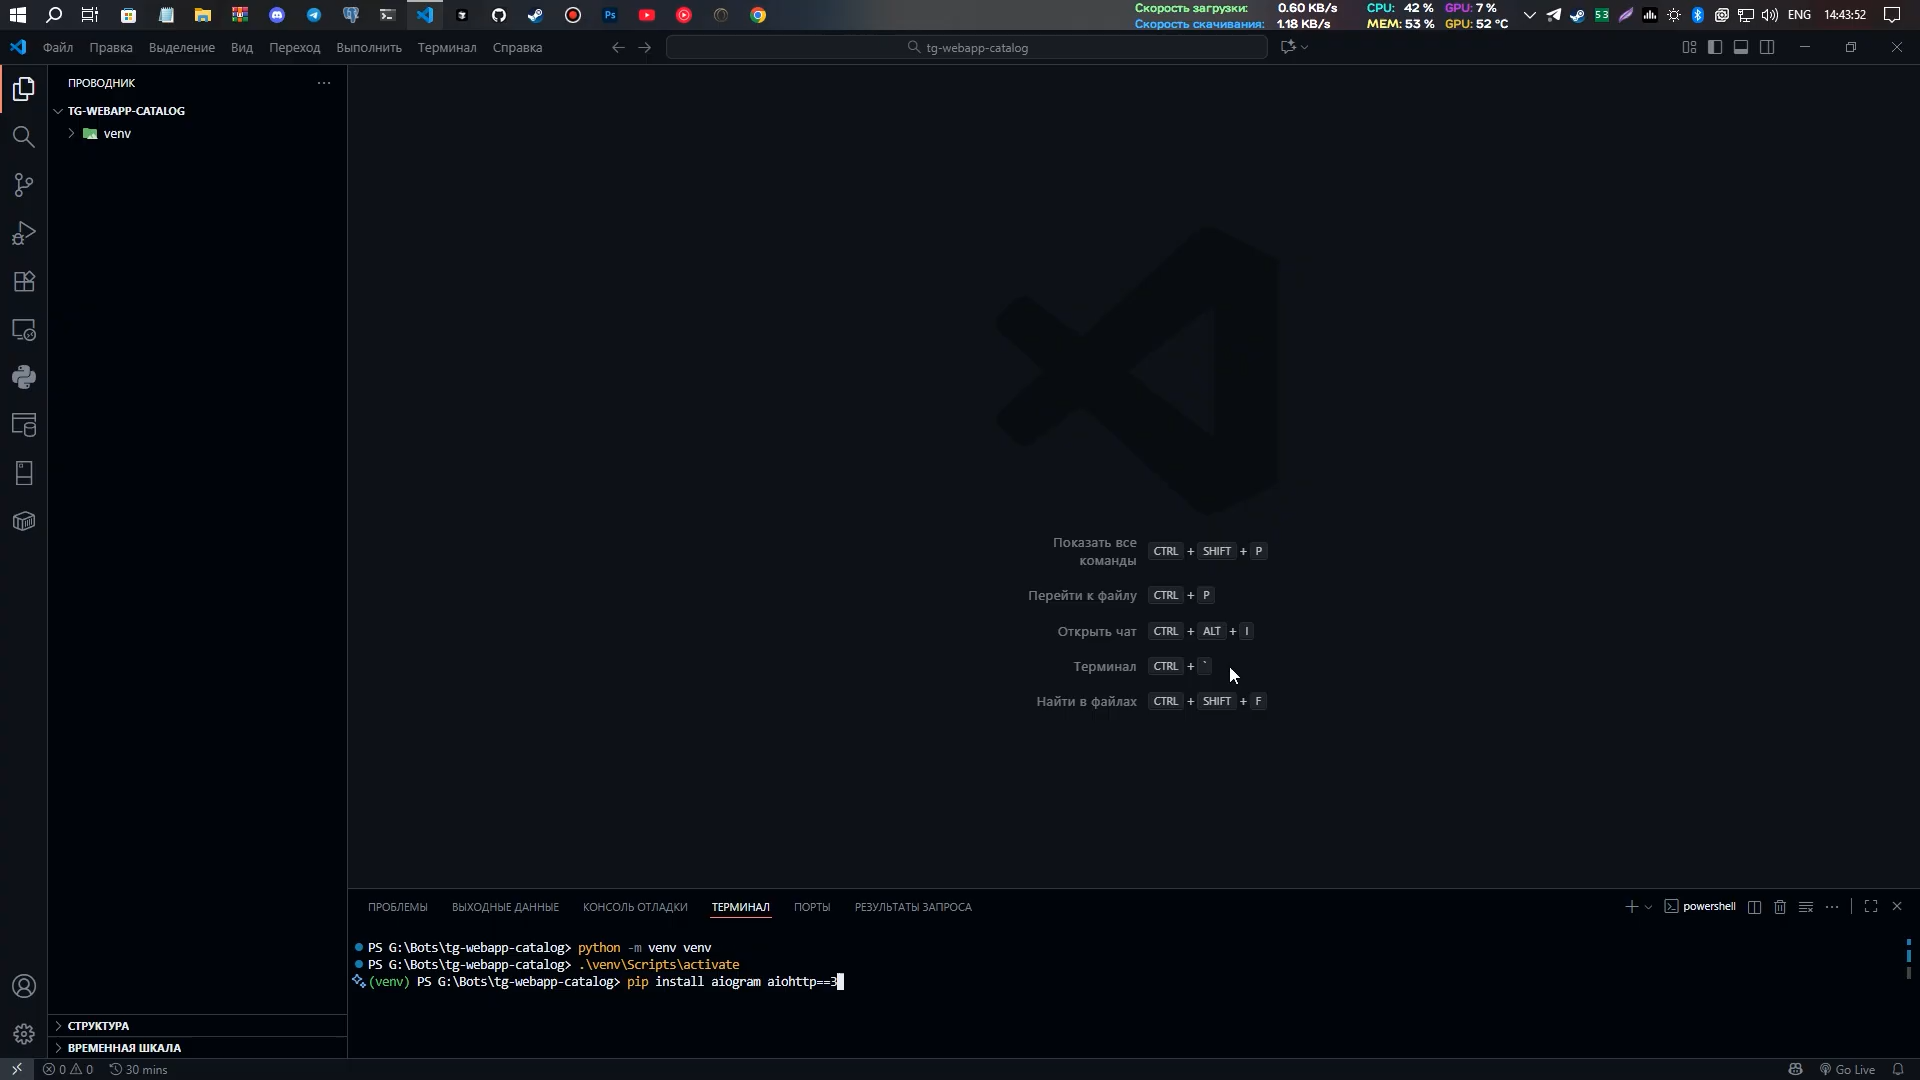 Скорость загрузки: 0.60 KB/s CPU: 42 % GPU: 7 %
Скорость скачивания: 1.18 KB/s MEM: 53 % GPU: 52 °C
53 ENG 14:43:52
Файл Правка Выделение Вид Переход Выполнить Терминал Справка
tg-webapp-catalog
ПРОВОДНИК
TG-WEBAPP-CATALOG
venv
Показать все команды CTRL + SHIFT + P
Перейти к файлу CTRL + P
Открыть чат CTRL + ALT + I
Терминал CTRL + `
Найти в файлах CTRL + SHIFT + F
ПРОБЛЕМЫ ВЫХОДНЫЕ ДАННЫЕ КОНСОЛЬ ОТЛАДКИ ТЕРМИНАЛ ПОРТЫ РЕЗУЛЬТАТЫ ЗАПРОСА
powershell
PS G:\Bots\tg-webapp-catalog> python -m venv venv
PS G:\Bots\tg-webapp-catalog> .\venv\Scripts\activate
(venv) PS G:\Bots\tg-webapp-catalog> pip install aiogram aiohttp==3
СТРУКТУРА
ВРЕМЕННАЯ ШКАЛА
0 0 30 mins
Go Live